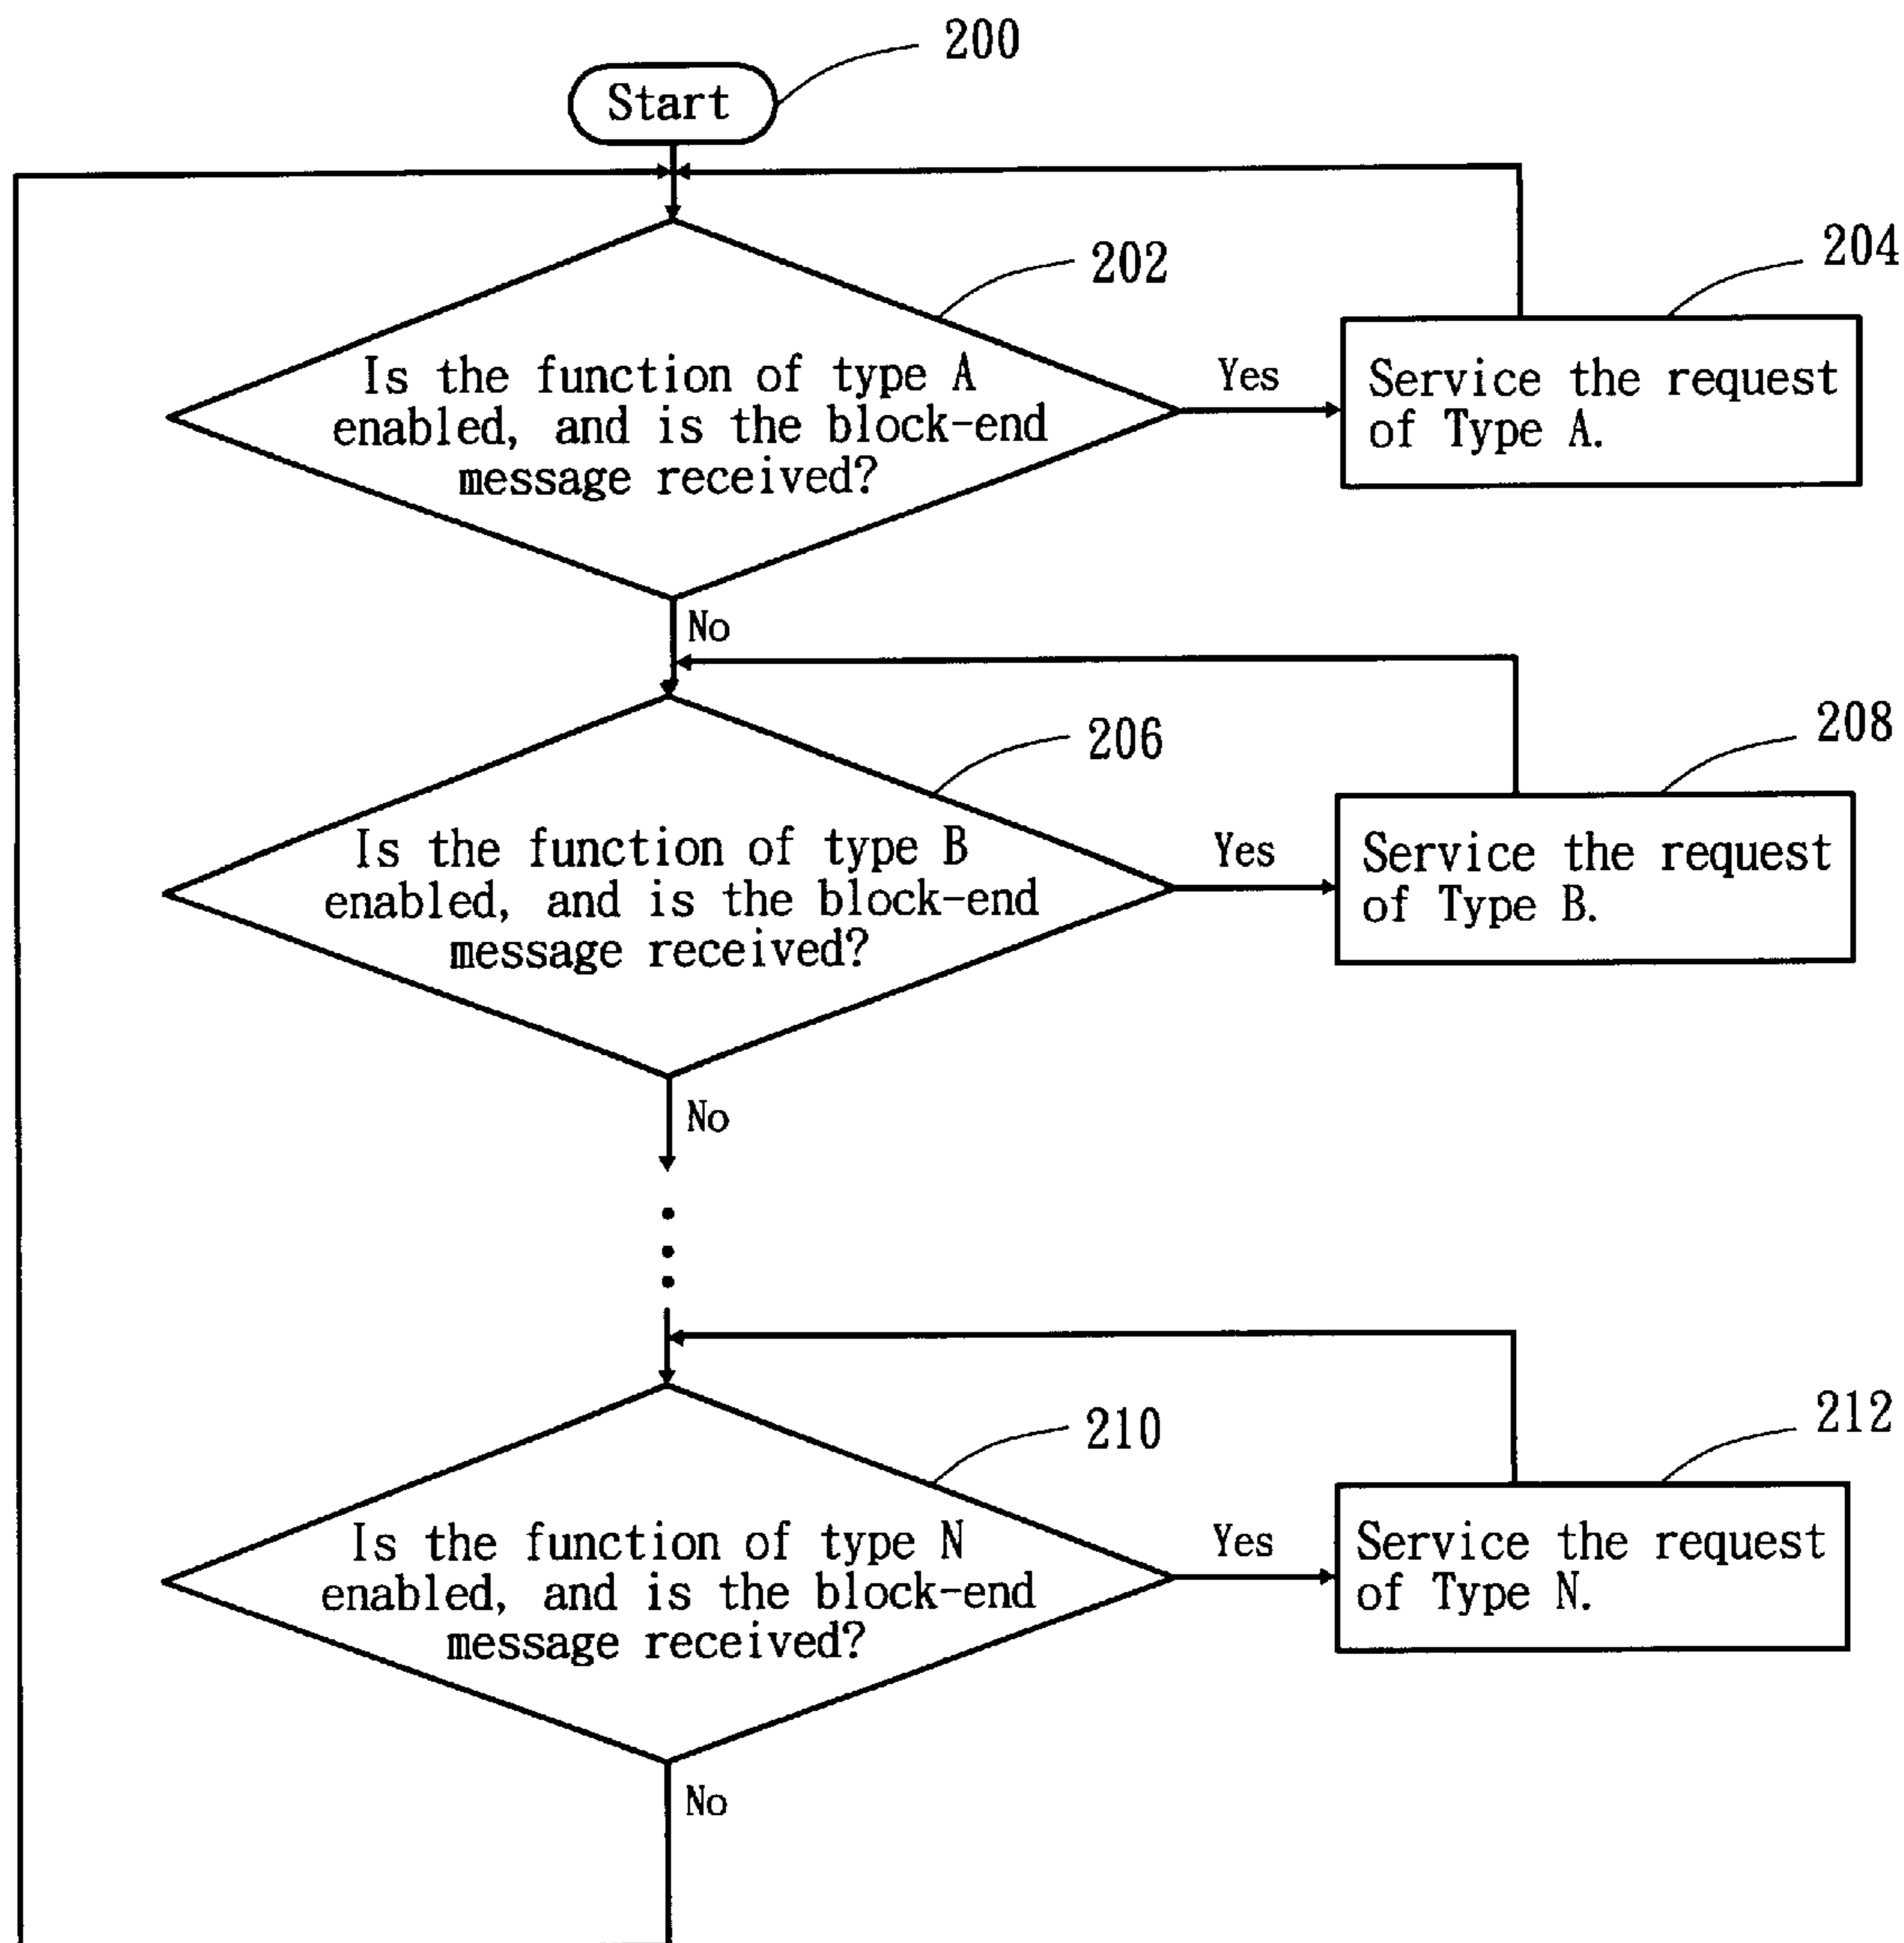 200
Start
202
204
Is the function of type A
enabled, and is the block-end
message received?
Yes
Service the request
of Type A.
No
206
208
Is the function of type B
enabled, and is the block-end
message received?
Yes
Service the request
of Type B.
No
210
212
Is the function of type N
enabled, and is the block-end
message received?
Yes
Service the request
of Type N.
No